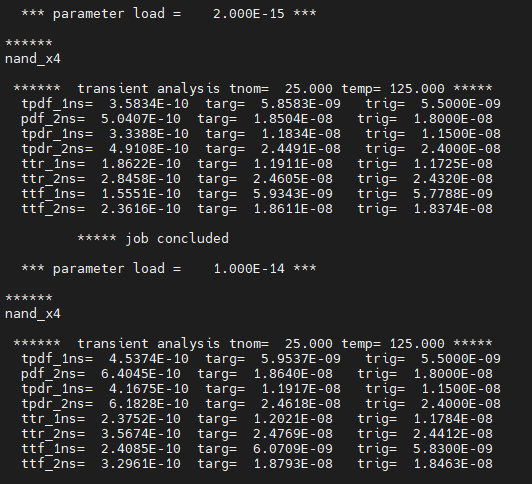 *** parameter load =    2.000E-15 ***
******
nand_x4
******  transient analysis tnom=  25.000 temp= 125.000 *****
tpdf_1ns=  3.5834E-10  targ=  5.8583E-09   trig=  5.5000E-09
pdf_2ns=  5.0407E-10  targ=  1.8504E-08   trig=  1.8000E-08
tpdr_1ns=  3.3388E-10  targ=  1.1834E-08   trig=  1.1500E-08
tpdr_2ns=  4.9108E-10  targ=  2.4491E-08   trig=  2.4000E-08
ttr_1ns=  1.8622E-10  targ=  1.1911E-08   trig=  1.1725E-08
ttr_2ns=  2.8458E-10  targ=  2.4605E-08   trig=  2.4320E-08
ttf_1ns=  1.5551E-10  targ=  5.9343E-09   trig=  5.7788E-09
ttf_2ns=  2.3616E-10  targ=  1.8611E-08   trig=  1.8374E-08
***** job concluded
*** parameter load =    1.000E-14 ***
******
nand_x4
******  transient analysis tnom=  25.000 temp= 125.000 *****
tpdf_1ns=  4.5374E-10  targ=  5.9537E-09   trig=  5.5000E-09
pdf_2ns=  6.4045E-10  targ=  1.8640E-08   trig=  1.8000E-08
tpdr_1ns=  4.1675E-10  targ=  1.1917E-08   trig=  1.1500E-08
tpdr_2ns=  6.1828E-10  targ=  2.4618E-08   trig=  2.4000E-08
ttr_1ns=  2.3752E-10  targ=  1.2021E-08   trig=  1.1784E-08
ttr_2ns=  3.5674E-10  targ=  2.4769E-08   trig=  2.4412E-08
ttf_1ns=  2.4085E-10  targ=  6.0709E-09   trig=  5.8300E-09
ttf_2ns=  3.2961E-10  targ=  1.8793E-08   trig=  1.8463E-08